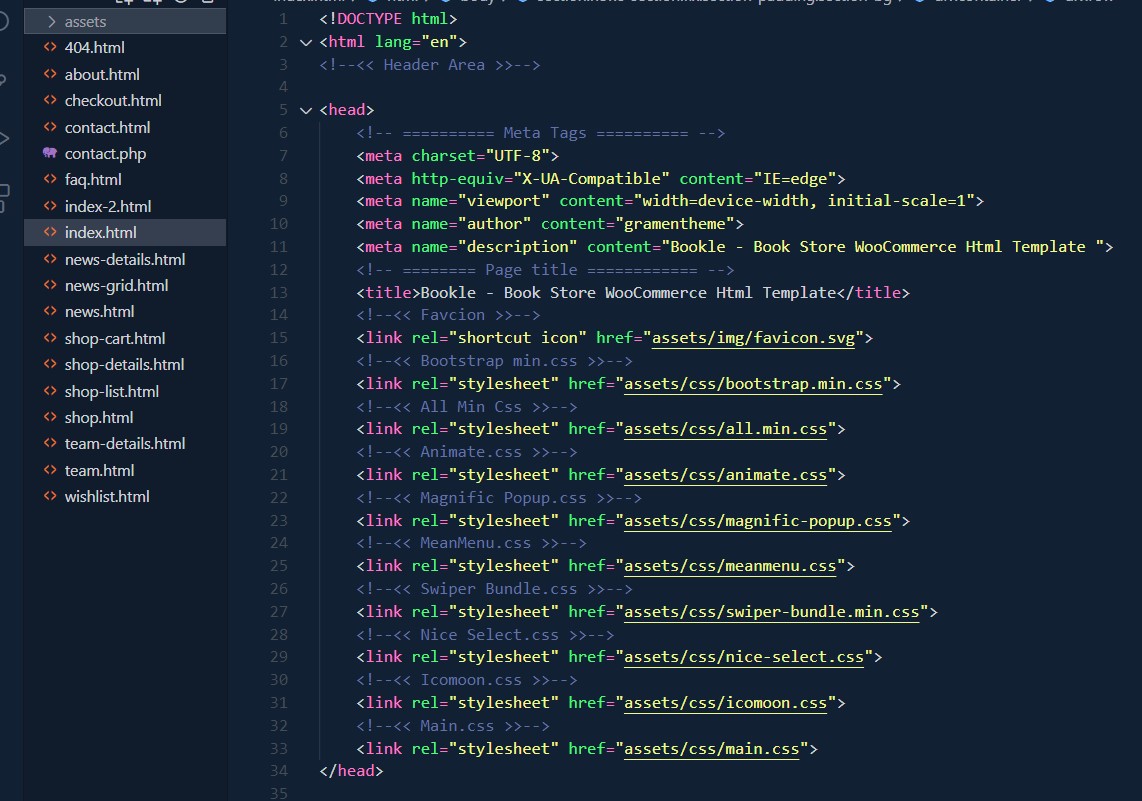 assets
404.html
about.html
checkout.html
contact.html
contact.php
faq.html
index-2.html
index.html
news-details.html
news-grid.html
news.html
shop-cart.html
shop-details.html
shop-list.html
shop.html
team-details.html
team.html
wishlist.html
1 <!DOCTYPE html>
2 <html lang="en">
3 <!--<< Header Area >>-->
4
5 <head>
6 <!-- ========== Meta Tags ========== -->
7 <meta charset="UTF-8">
8 <meta http-equiv="X-UA-Compatible" content="IE=edge">
9 <meta name="viewport" content="width=device-width, initial-scale=1">
10 <meta name="author" content="gramentheme">
11 <meta name="description" content="Bookle - Book Store WooCommerce Html Template ">
12 <!-- ======== Page title ============ -->
13 <title>Bookle - Book Store WooCommerce Html Template</title>
14 <!--<< Favcion >>-->
15 <link rel="shortcut icon" href="assets/img/favicon.svg">
16 <!--<< Bootstrap min.css >>-->
17 <link rel="stylesheet" href="assets/css/bootstrap.min.css">
18 <!--<< All Min Css >>-->
19 <link rel="stylesheet" href="assets/css/all.min.css">
20 <!--<< Animate.css >>-->
21 <link rel="stylesheet" href="assets/css/animate.css">
22 <!--<< Magnific Popup.css >>-->
23 <link rel="stylesheet" href="assets/css/magnific-popup.css">
24 <!--<< MeanMenu.css >>-->
25 <link rel="stylesheet" href="assets/css/meanmenu.css">
26 <!--<< Swiper Bundle.css >>-->
27 <link rel="stylesheet" href="assets/css/swiper-bundle.min.css">
28 <!--<< Nice Select.css >>-->
29 <link rel="stylesheet" href="assets/css/nice-select.css">
30 <!--<< Icomoon.css >>-->
31 <link rel="stylesheet" href="assets/css/icomoon.css">
32 <!--<< Main.css >>-->
33 <link rel="stylesheet" href="assets/css/main.css">
34 </head>
35